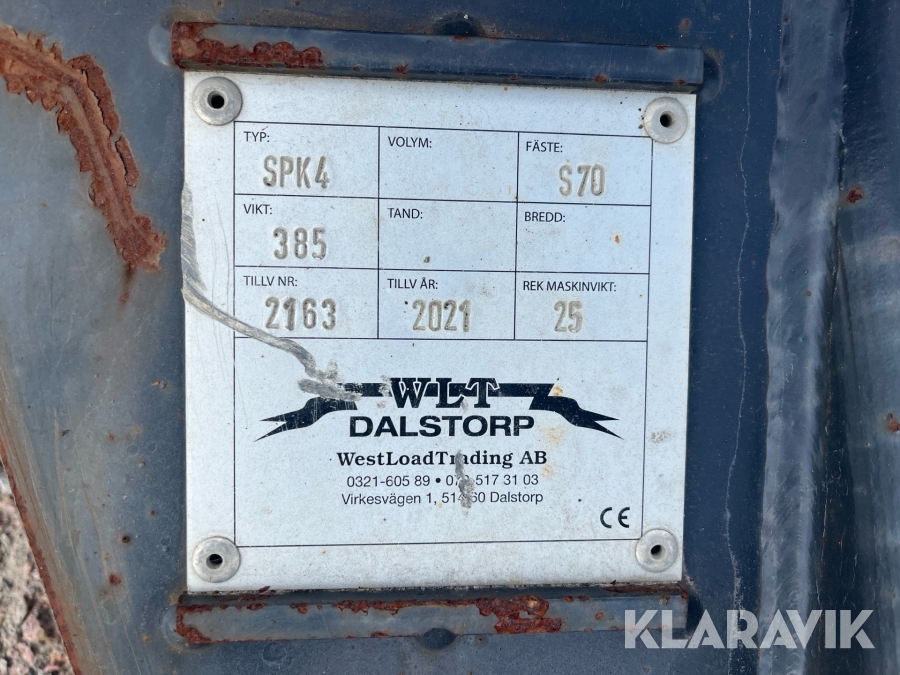 KLARAVIK
TYP: VOLYM: FÄSTE:
SPK4 S70
VIKT: TAND: BREDD:
385
TILLV NR: TILLV ÅR: REK MASKINVIKT:
2163 2021 25
WLT
DALSTORP
WestLoadTrading AB
0321-605 89 • 517 31 03
Virkesvägen 1, Dalstorp
CE
KLARAVIK